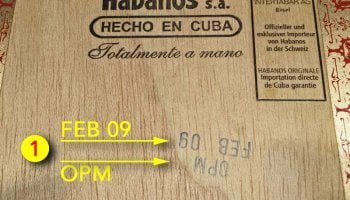 Habanos s.a.
HECHO EN CUBA
Totalmente a mano
INTERTABAK AG
Offizieller und
exklusiver Importeur
von Habanos
in der Schweiz
HABANOS ORIGINALE
Importation directe
de Cuba garantie
1
FEB 09
OPM
OPM
FEB 09